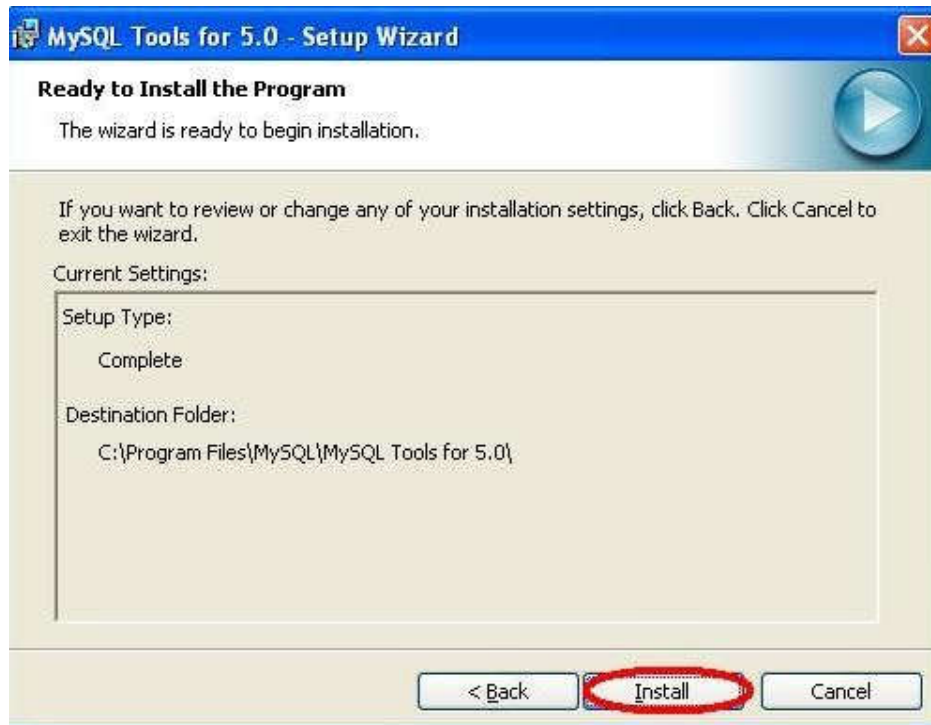 MySQL Tools for 5.0 - Setup Wizard
Ready to Install the Program
The wizard is ready to begin installation.
If you want to review or change any of your installation settings, click Back. Click Cancel to
exit the wizard.
Current Settings:
Setup Type:
Complete
Destination Folder:
C:\Program Files\MySQL\MySQL Tools for 5.0\
< Back
Install
Cancel